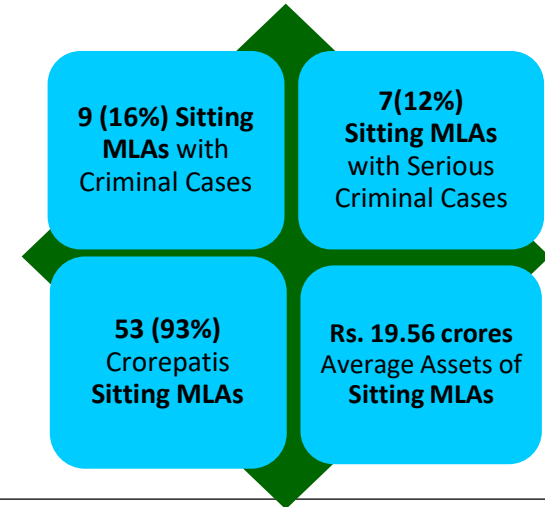 9 (16%) Sitting
MLAs with
Criminal Cases
7(12%)
Sitting MLAs
with Serious
Criminal Cases
53 (93%)
Crorepatis
Sitting MLAs
Rs. 19.56 crores
Average Assets of
Sitting MLAs